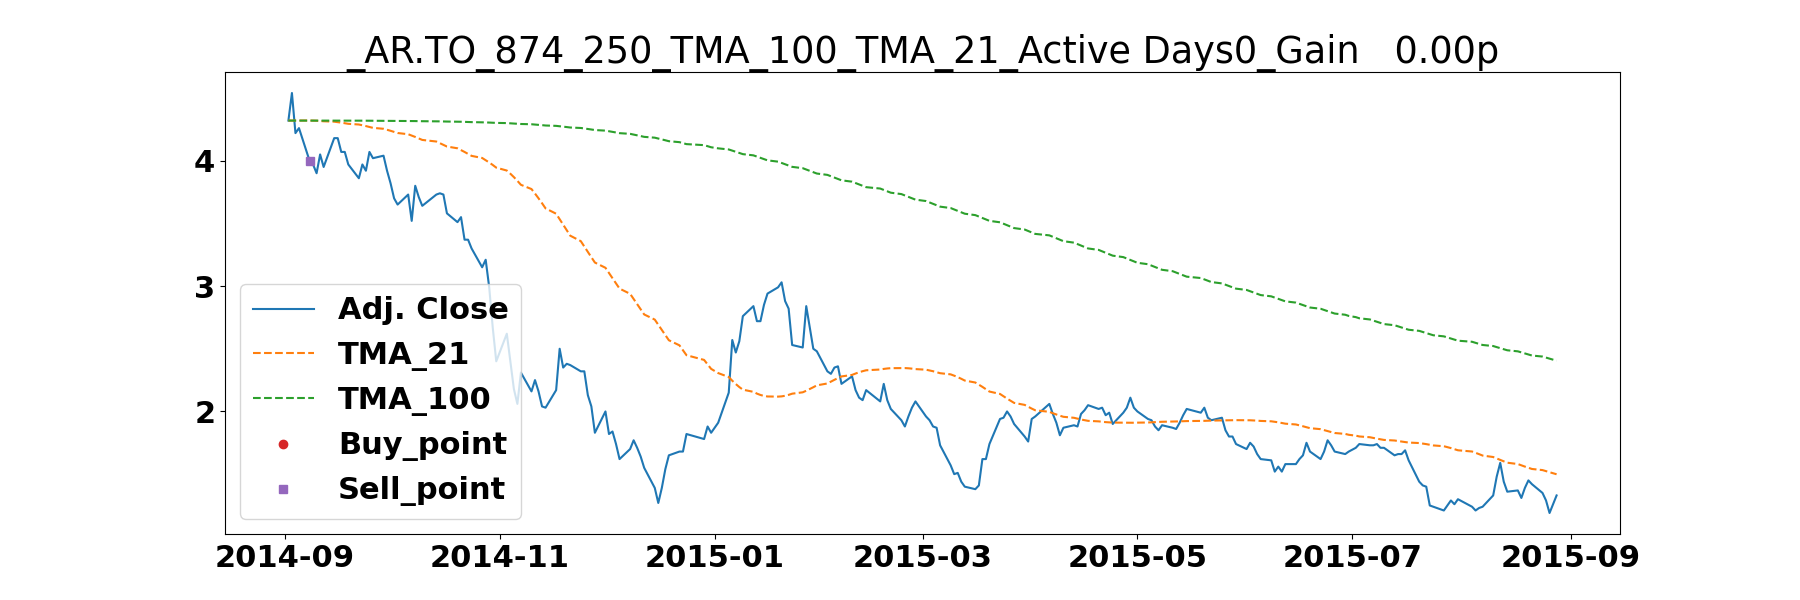 _AR.TO_874_250_TMA_100_TMA_21_Active Days0_Gain   0.00p
4
3
2
Adj. Close
TMA_21
TMA_100
Buy_point
Sell_point
2014-09 2014-11 2015-01 2015-03 2015-05 2015-07 2015-09